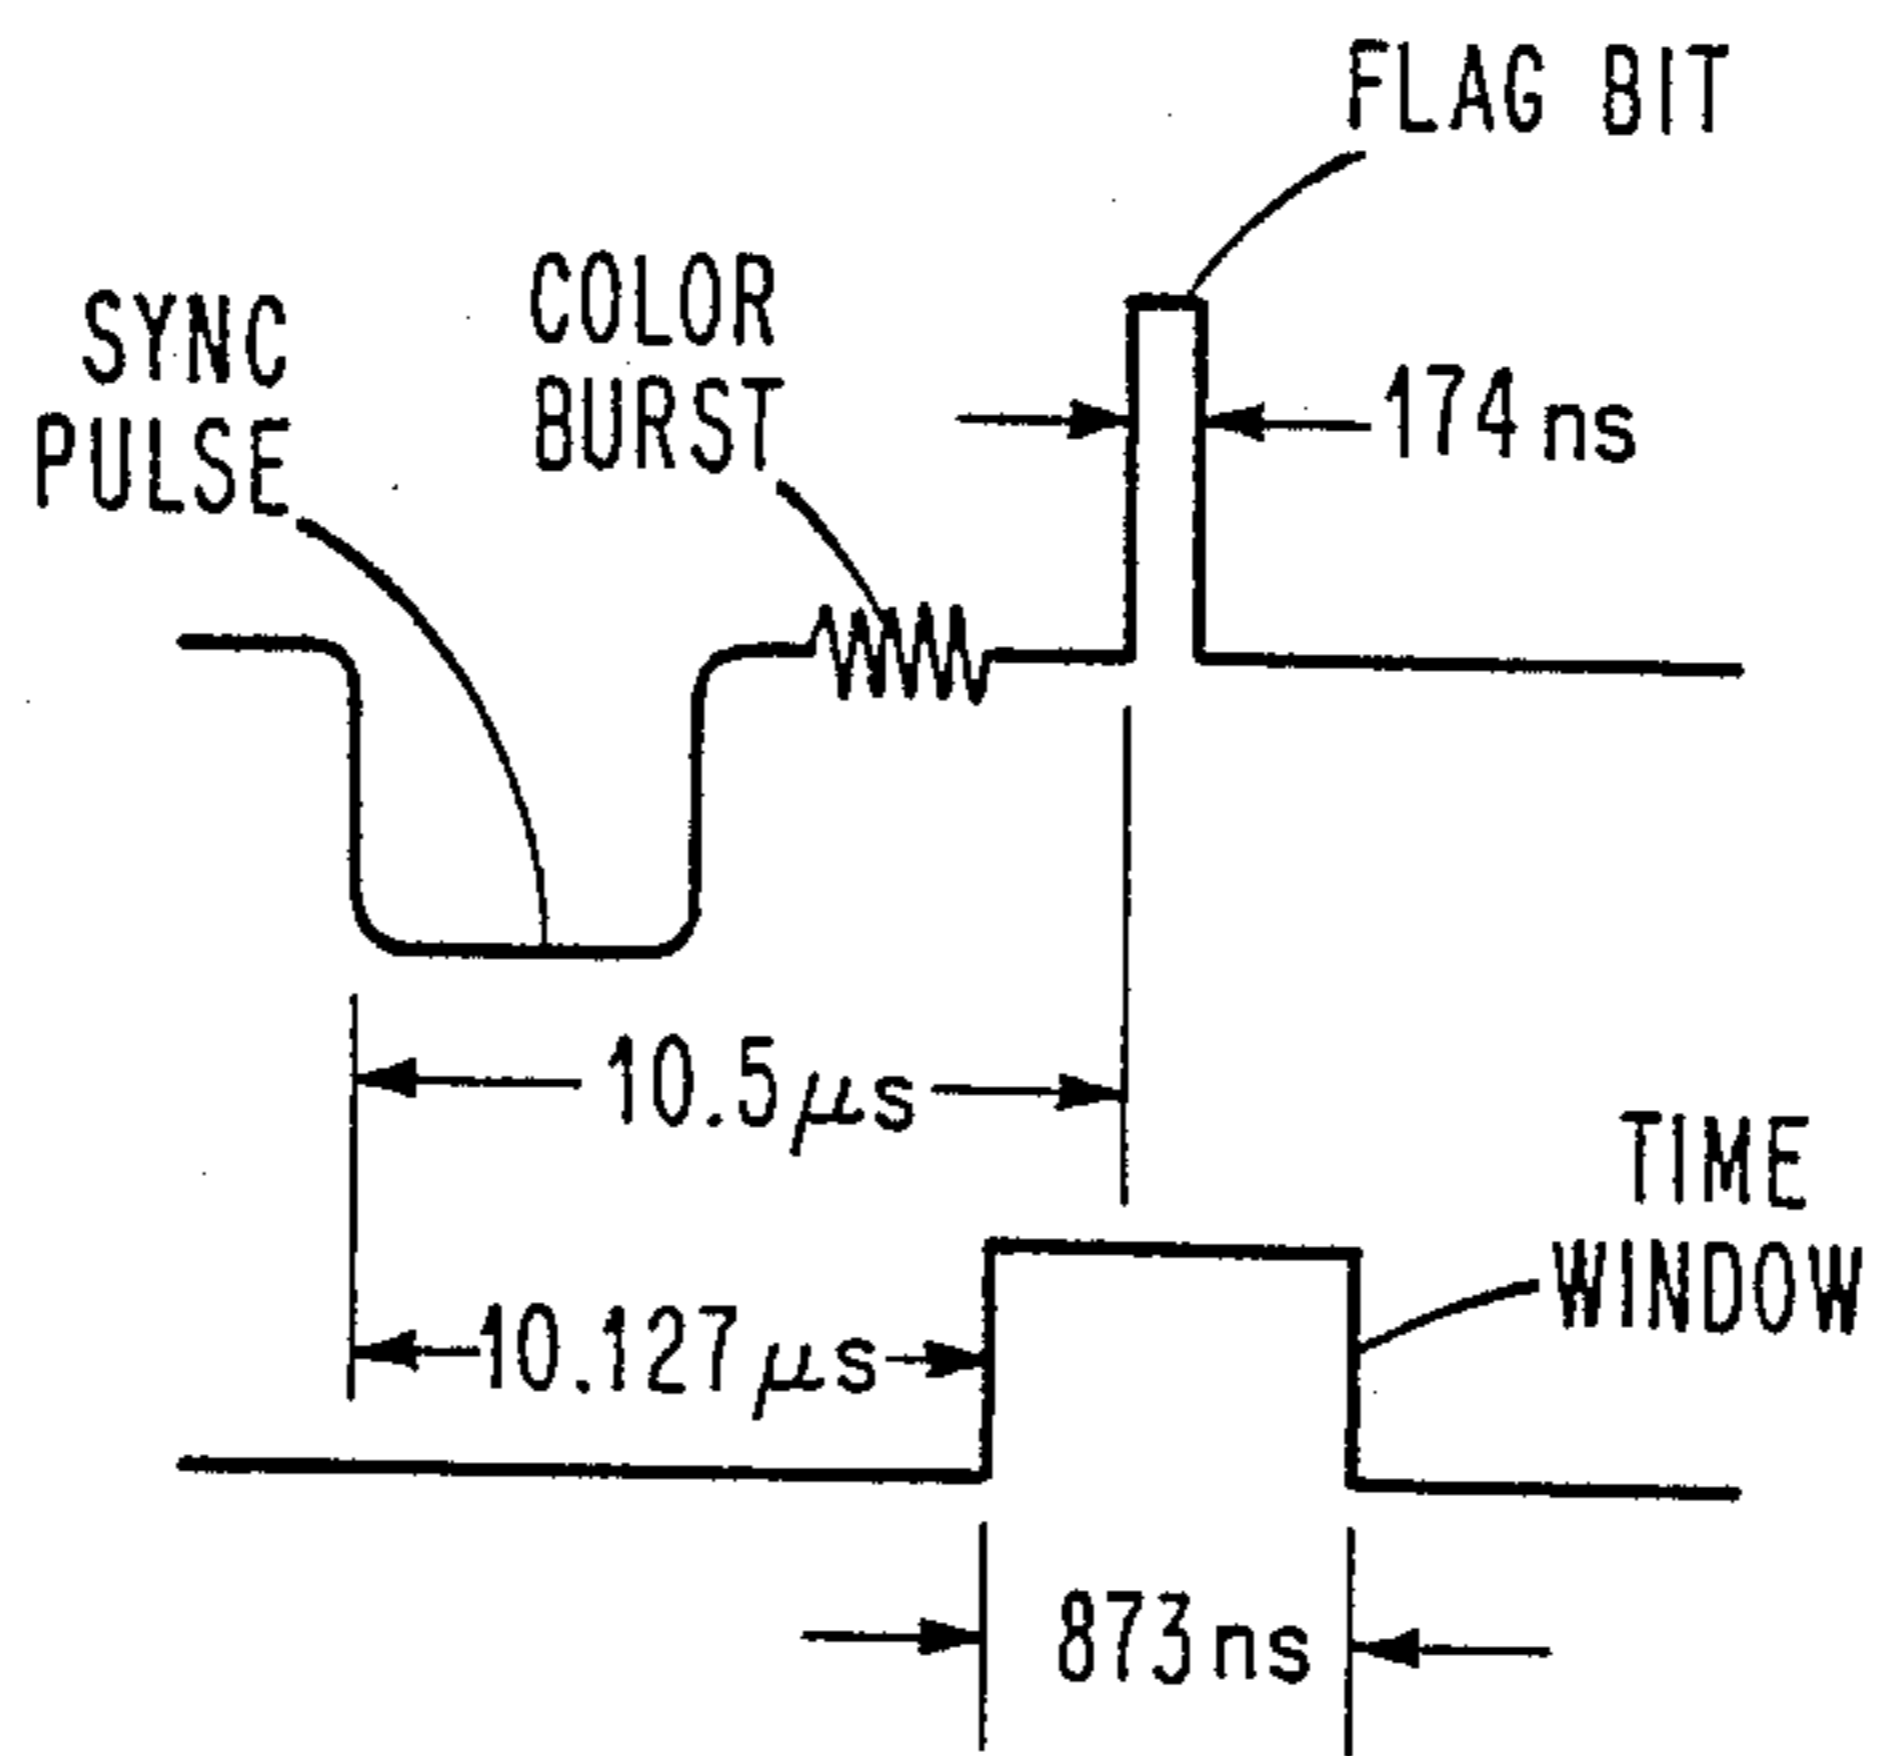 FLAG BIT
SYNC
PULSE
COLOR
BURST
174 ns
10.5 μs
TIME
WINDOW
10.127 μs
873 ns